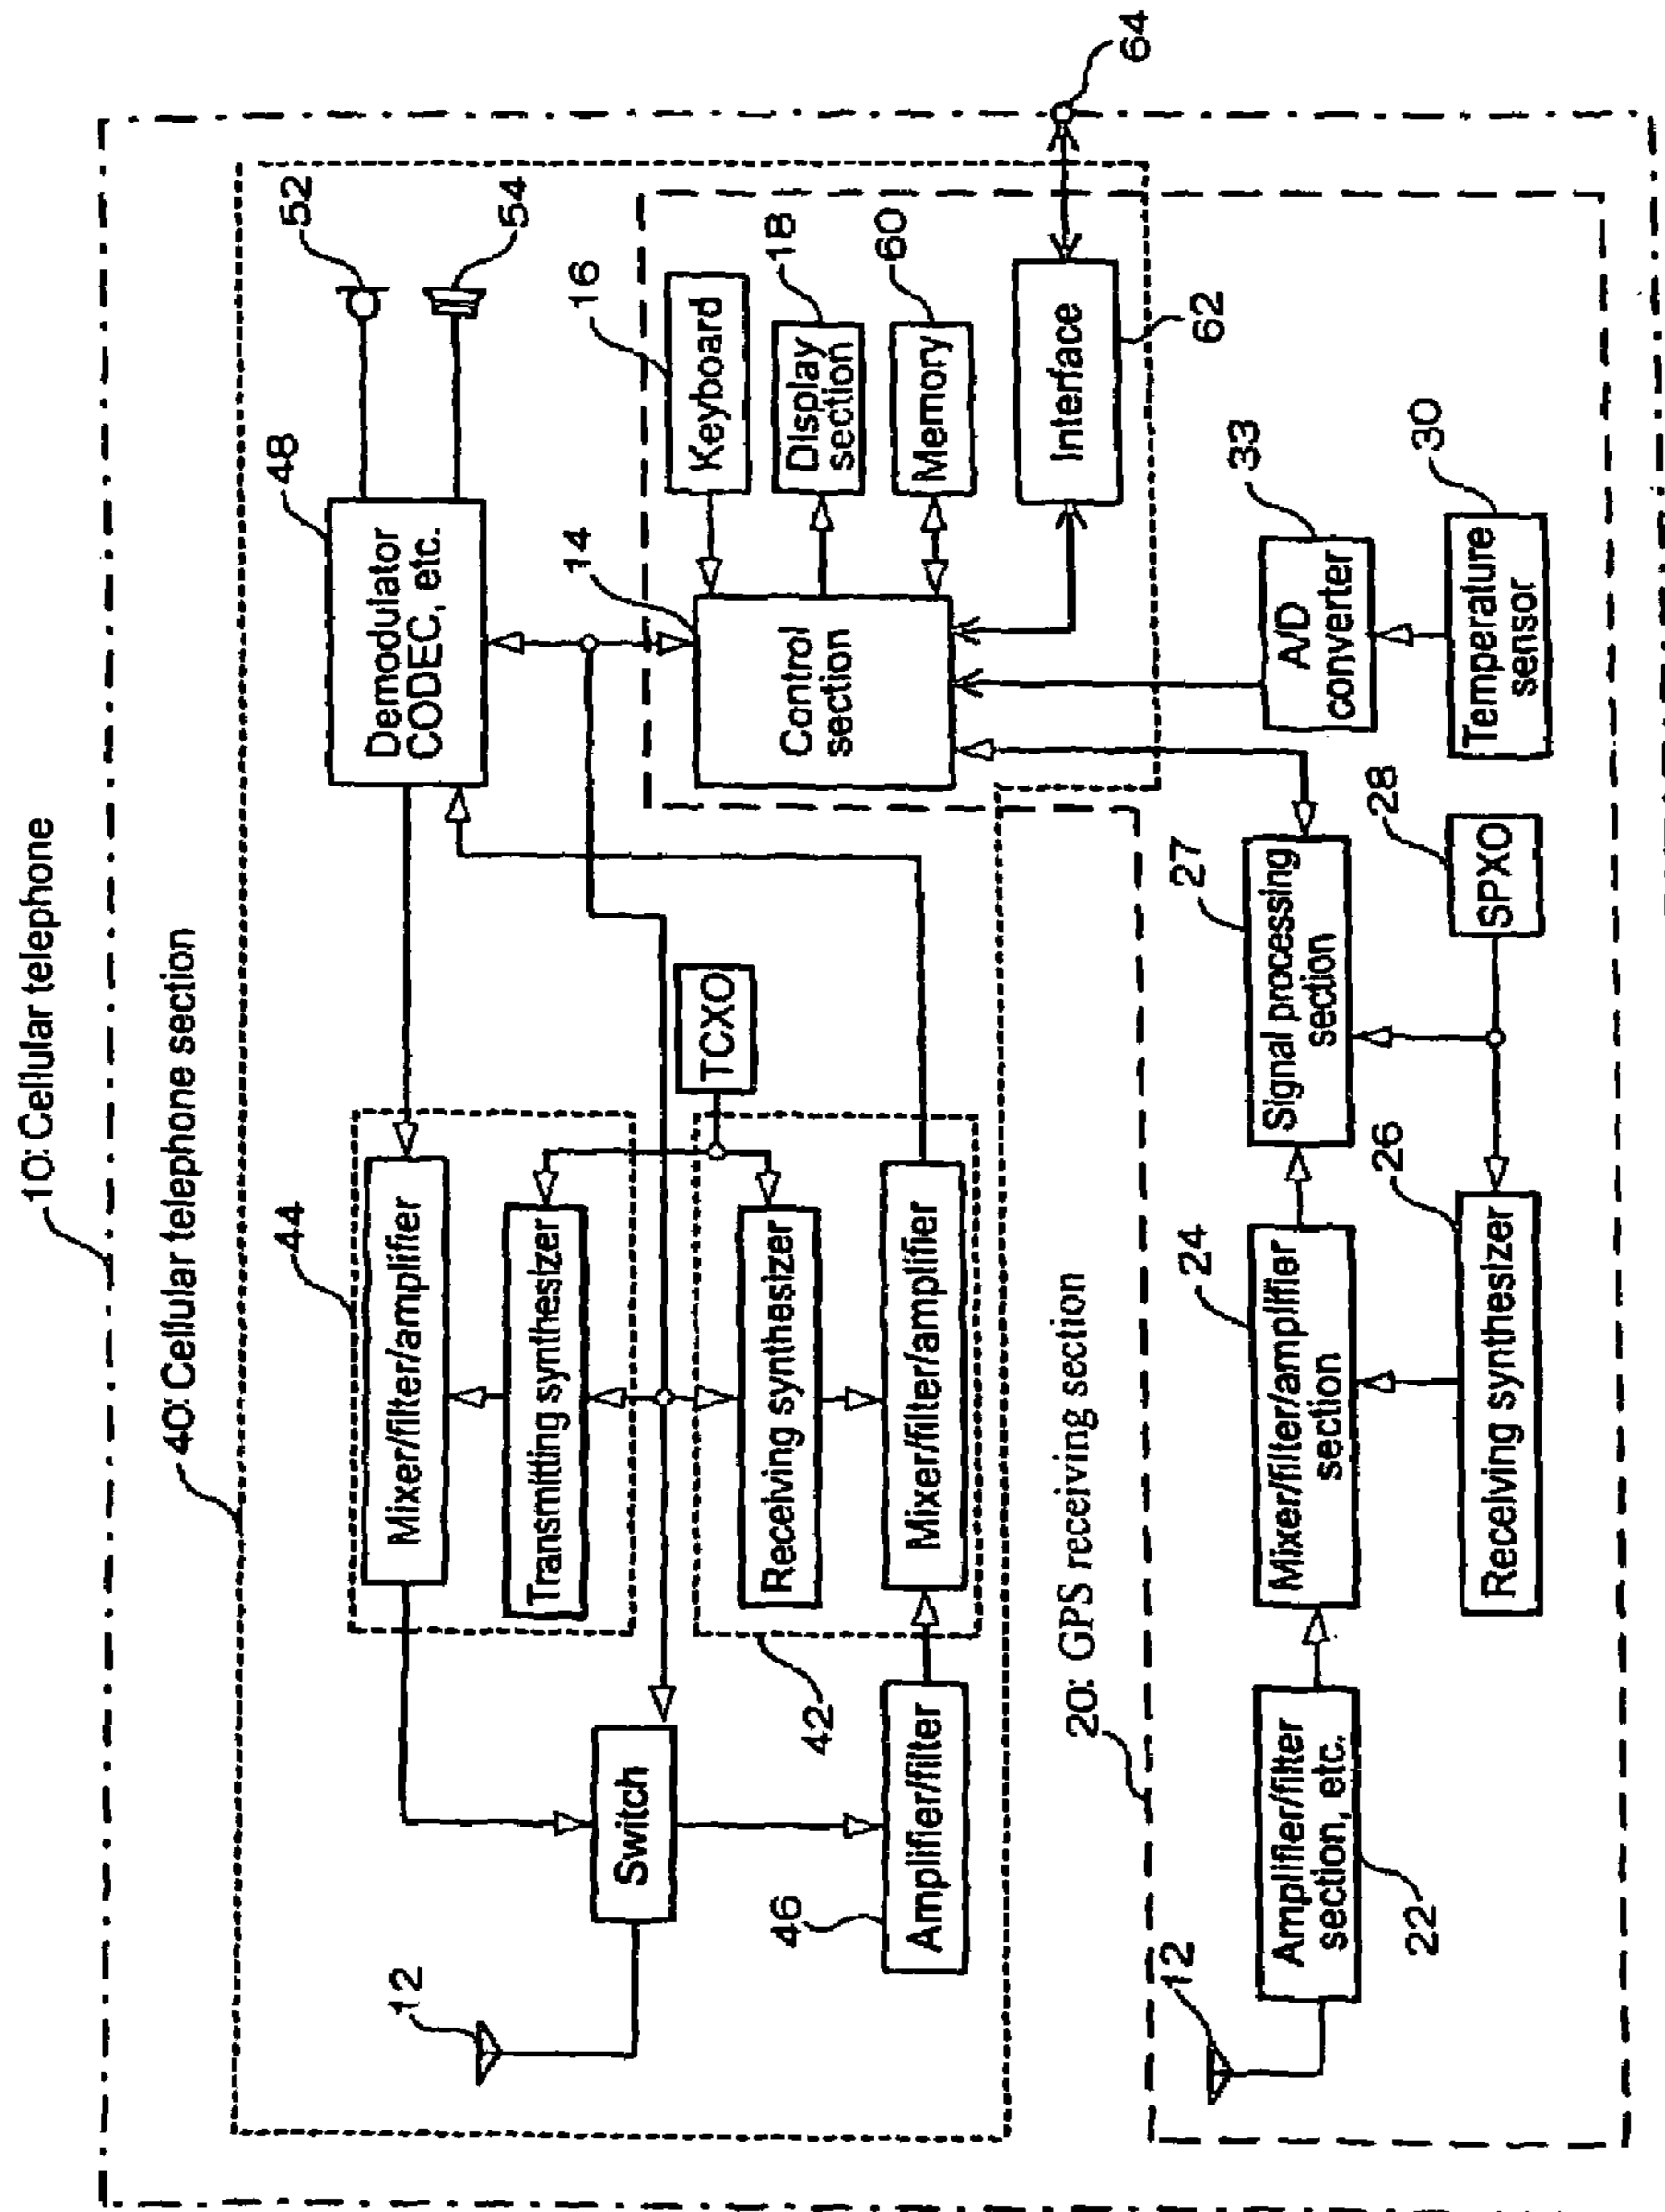 10: Cellular telephone
40: Cellular telephone section
44
48
52
54
Mixer/filter/amplifier
Demodulator
CODEC, etc.
12
Transmitting synthesizer
14
16
Switch
TCXO
Keyboard
Control
section
Display
section
18
42
Receiving synthesizer
Memory
60
46
Amplifier/filter
Mixer/filter/amplifier
Interface
62
64
20: GPS receiving section
12
22
Amplifier/filter
section, etc.
24
Mixer/filter/amplifier
section
27
Signal processing
section
33
A/D
converter
26
Receiving synthesizer
28
SPXO
30
Temperature
sensor